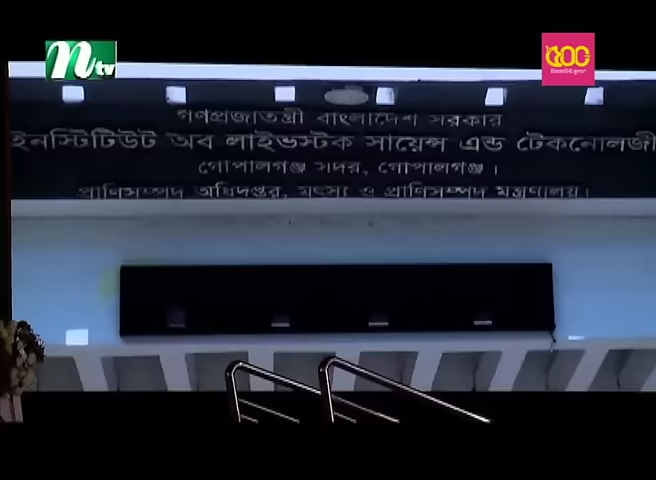 ntv
৫০০
গণপ্রজাতন্ত্রী বাংলাদেশ সরকার
ইনস্টিটিউট অব লাইভস্টক সায়েন্স এন্ড টেকনোলজী
গোপালগঞ্জ সদর, গোপালগঞ্জ।
প্রাণিসম্পদ অধিদপ্তর, মৎস্য ও প্রাণিসম্পদ মন্ত্রণালয়।